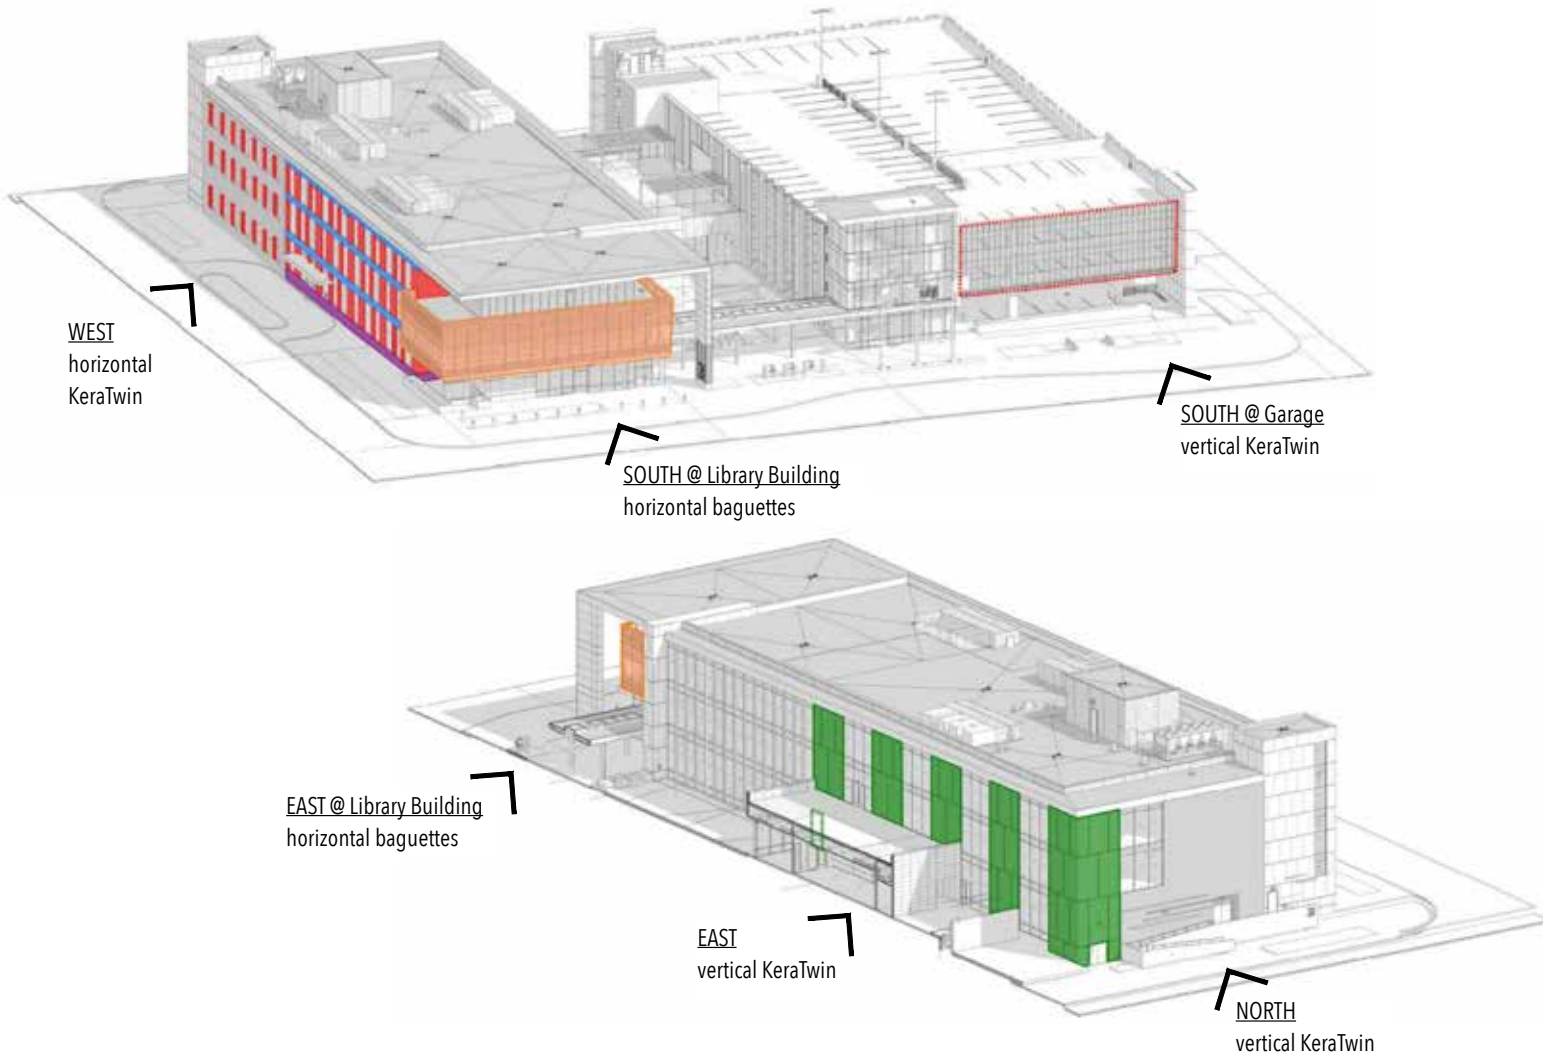 WEST
horizontal
KeraTwin
SOUTH @ Garage
vertical KeraTwin
SOUTH @ Library Building
horizontal baguettes
EAST @ Library Building
horizontal baguettes
EAST
vertical KeraTwin
NORTH
vertical KeraTwin